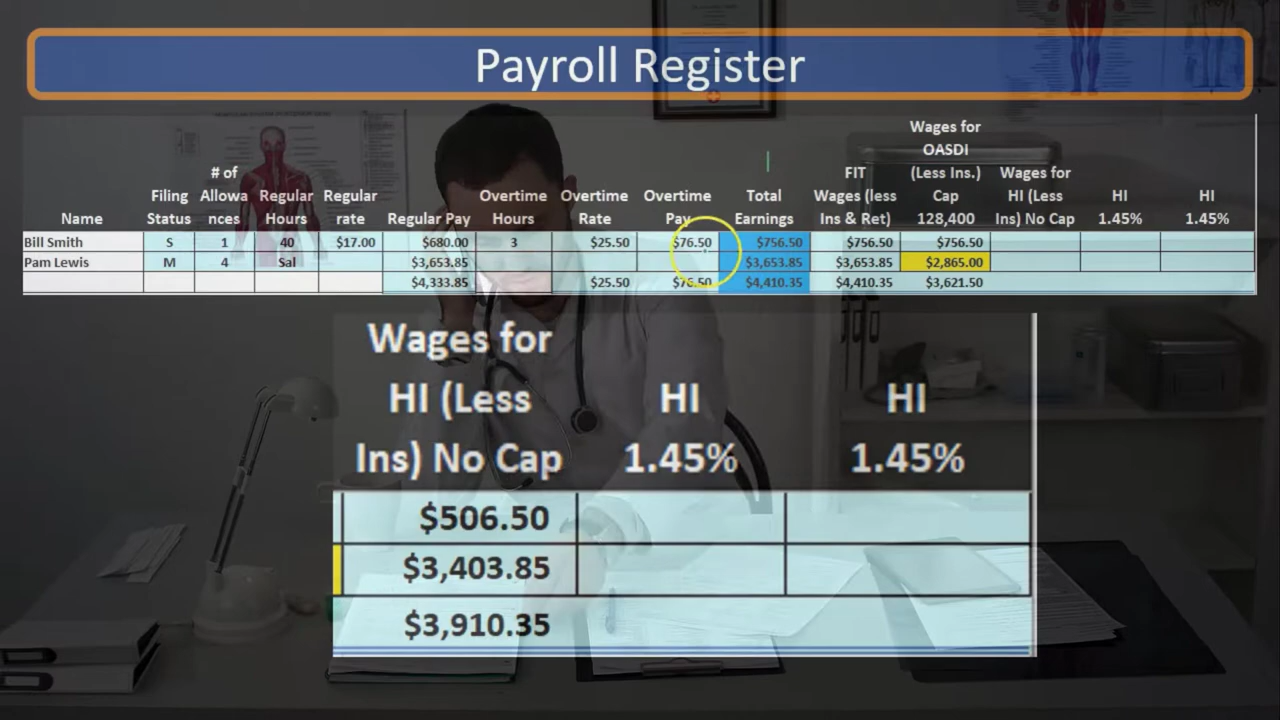 Payroll Register
Wages for
OASDI
# of FIT (Less Ins.) Wages for
Filing Allowa Regular Regular Overtime Overtime Overtime Total Wages (less Cap HI (Less HI HI
Name Status nces Hours rate Regular Pay Hours Rate Pay Earnings Ins & Ret) 128,400 Ins) No Cap 1.45% 1.45%
Bill Smith S 1 40 $17.00 $680.00 3 $25.50 $76.50 $756.50 $756.50 $756.50
Pam Lewis M 4 Sal $3,653.85 $3,653.85 $3,653.85 $2,865.00
$4,333.85 $25.50 $76.50 $4,410.35 $4,410.35 $3,621.50
Wages for
HI (Less HI HI
Ins) No Cap 1.45% 1.45%
$506.50
$3,403.85
$3,910.35